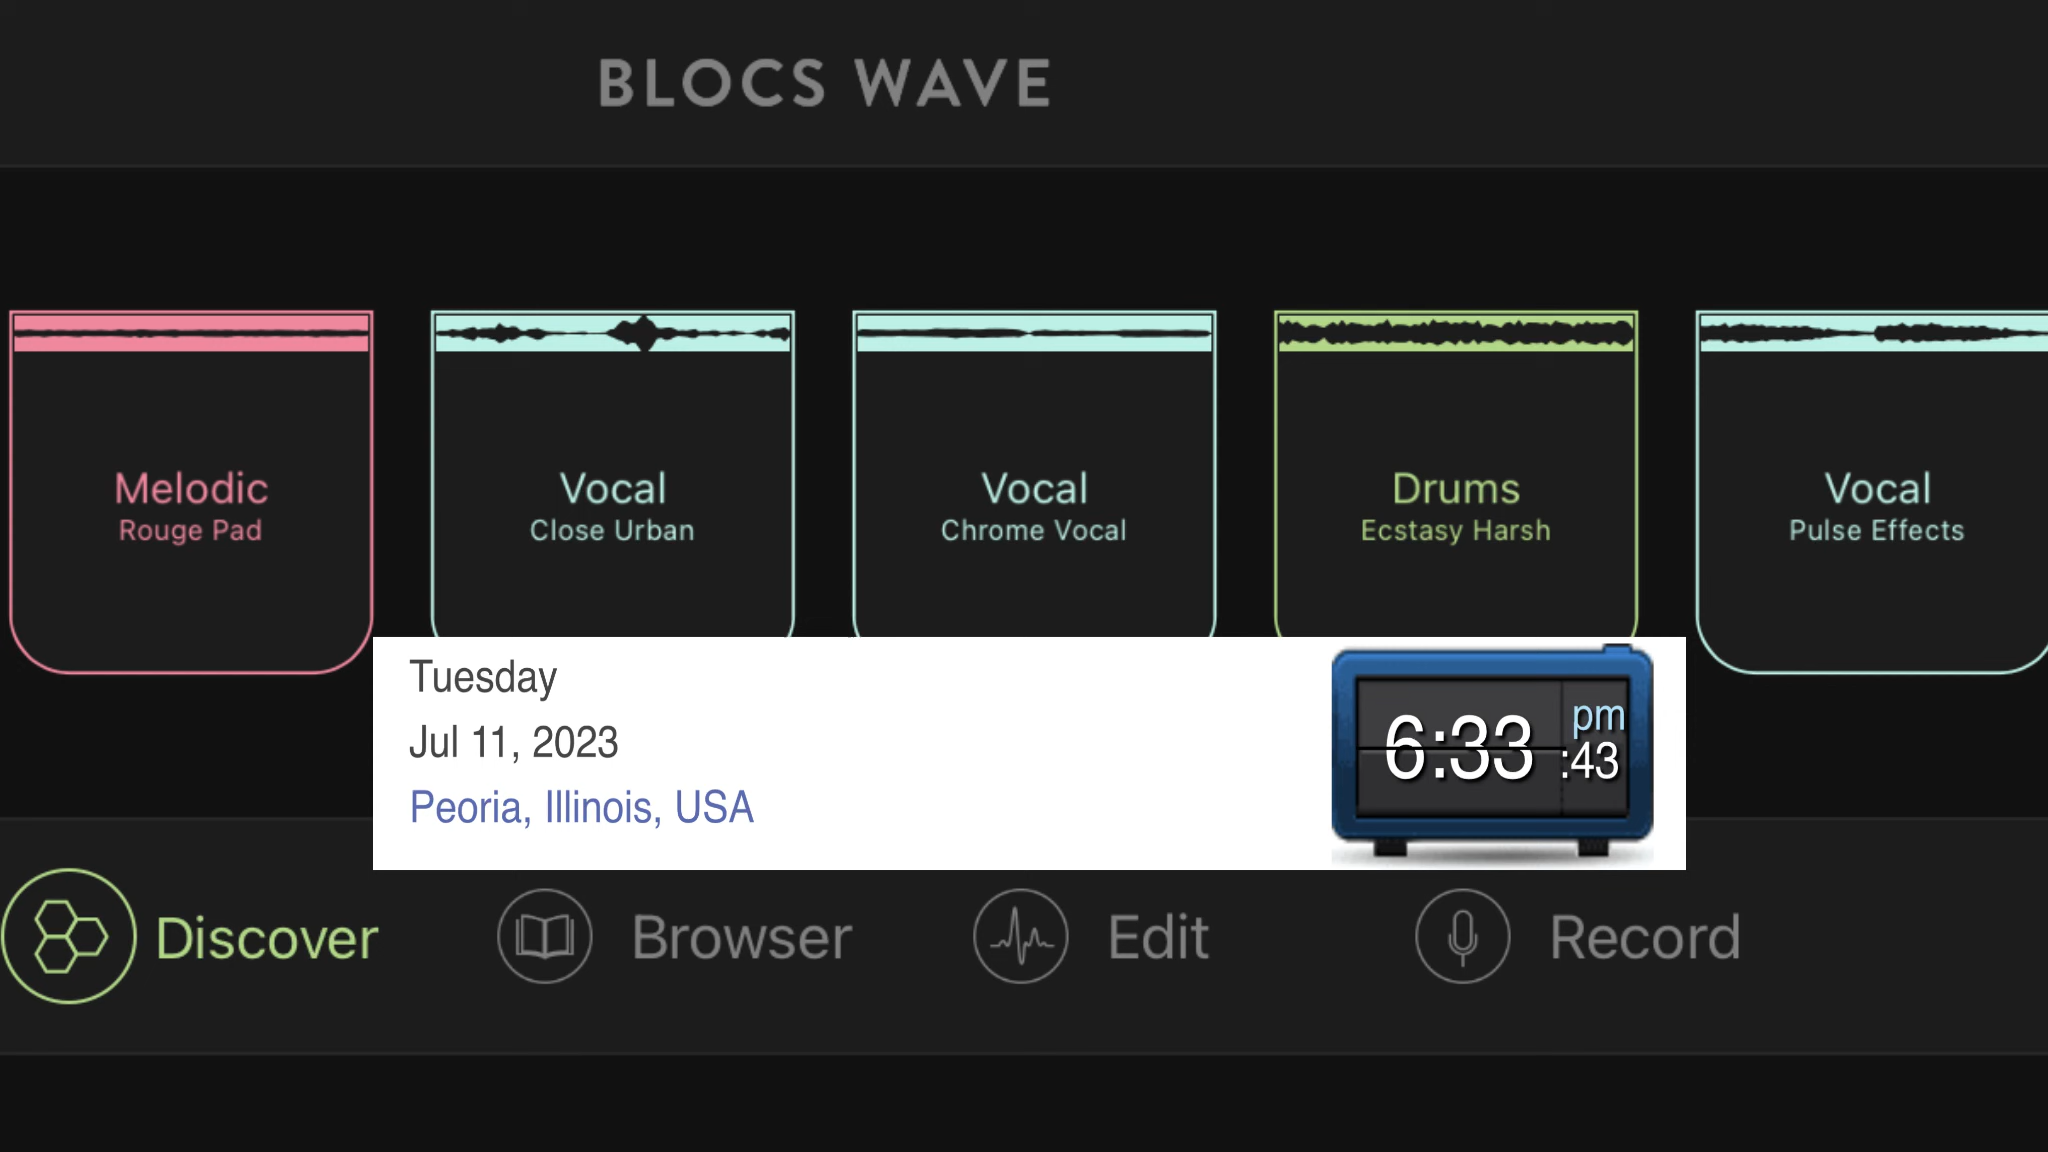 BLOCS WAVE
Melodic
Rouge Pad
Vocal
Close Urban
Vocal
Chrome Vocal
Drums
Ecstasy Harsh
Vocal
Pulse Effects
Tuesday
Jul 11, 2023
Peoria, Illinois, USA
6:33
pm
:43
Discover
Browser
Edit
Record